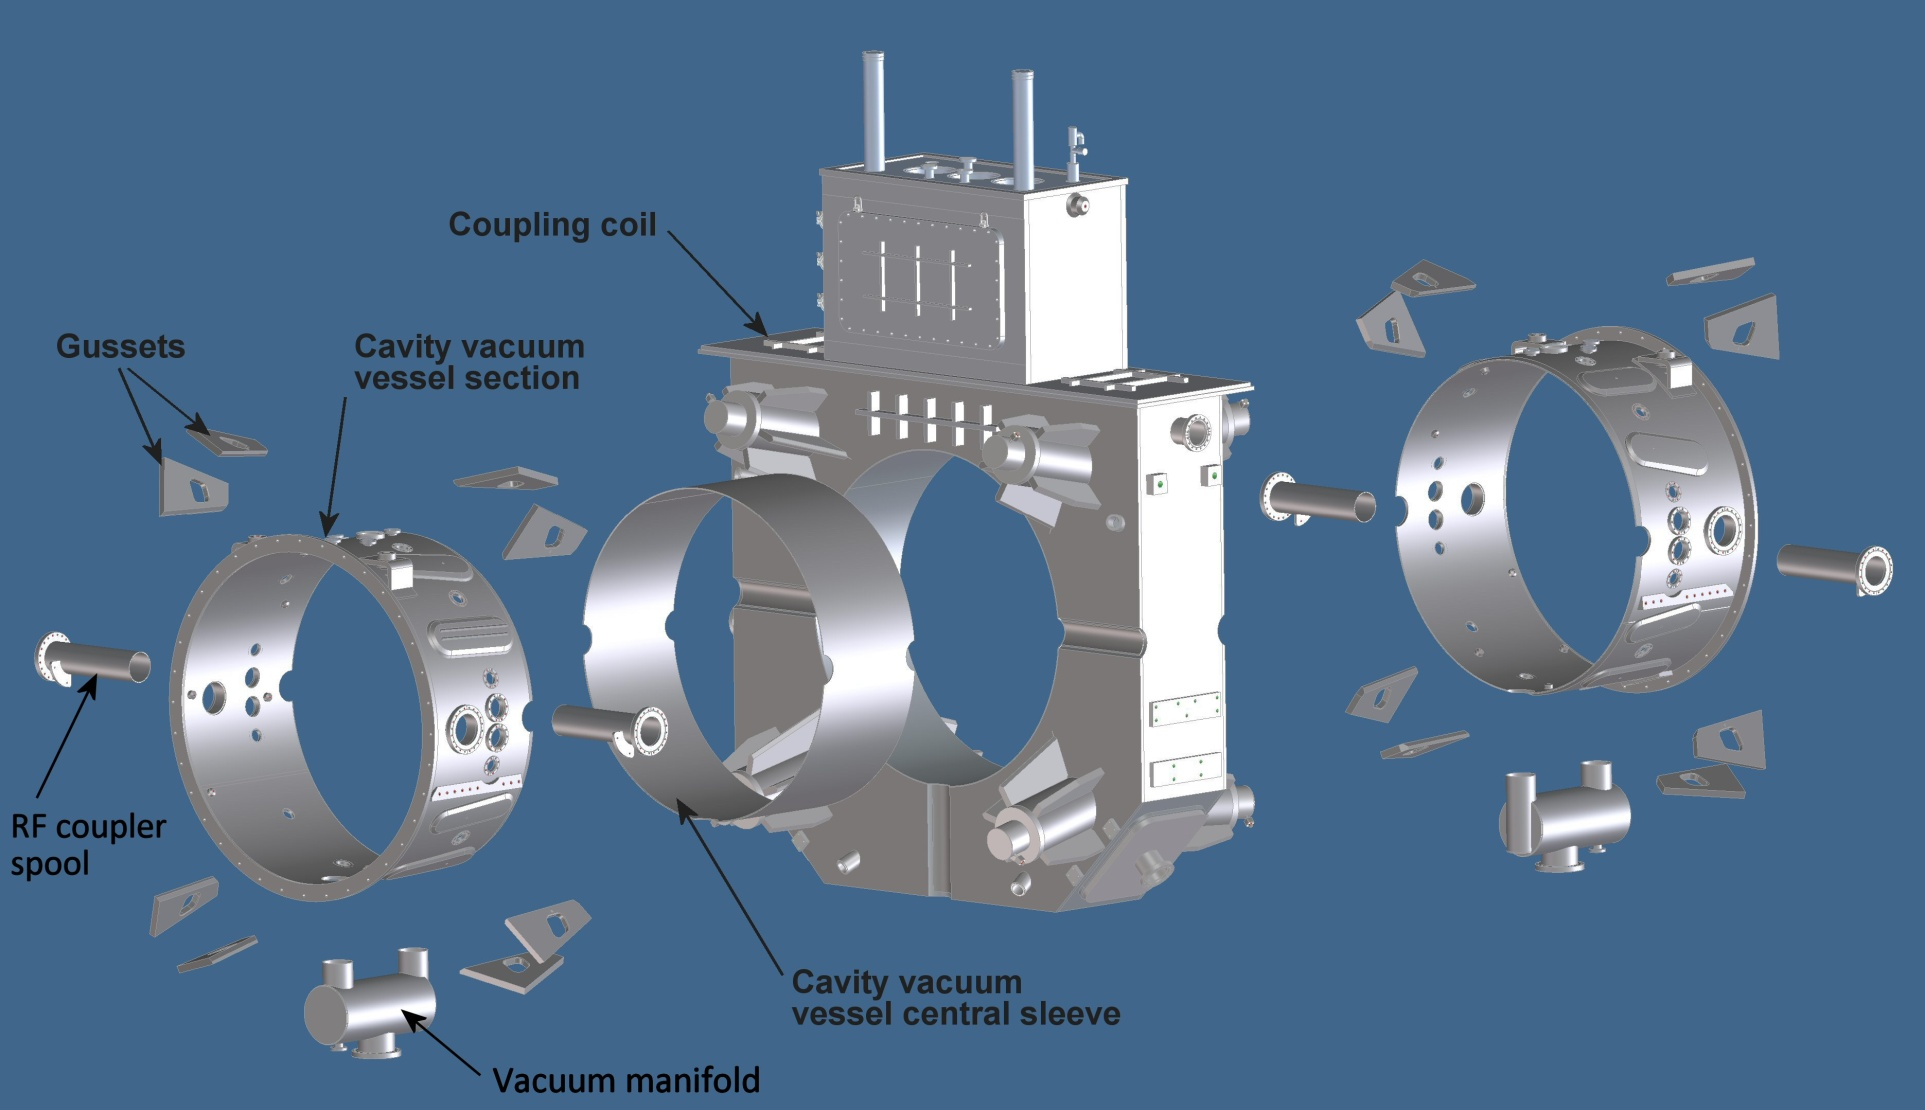 Coupling coil
Gussets
Cavity vacuum
vessel section
RF coupler
spool
Cavity vacuum
vessel central sleeve
Vacuum manifold